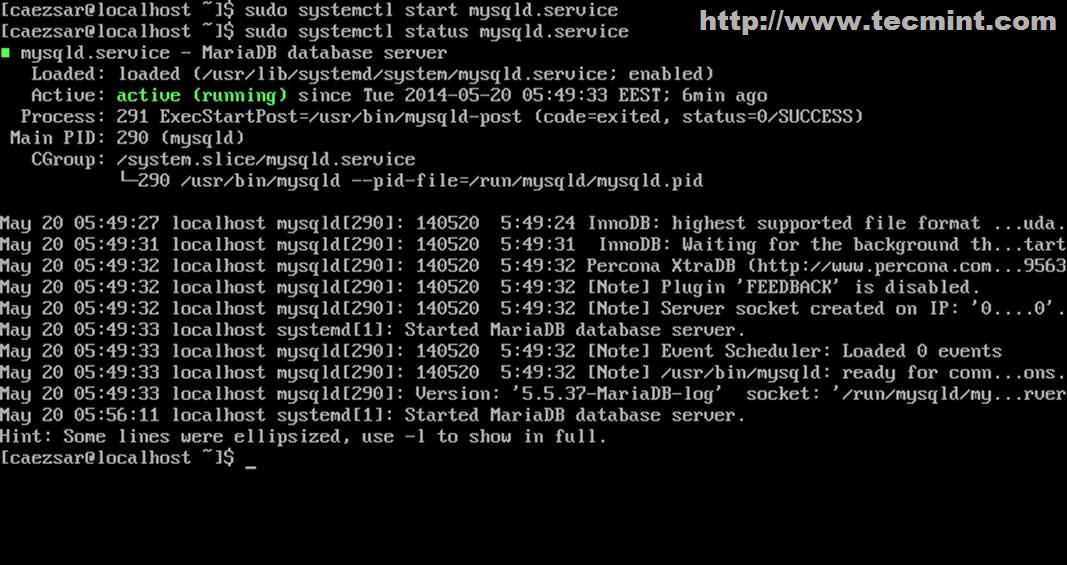 [caezsar@localhost ~]$ sudo systemctl start mysqld.service
http://www.tecmint.com
[caezsar@localhost ~]$ sudo systemctl status mysqld.service
mysqld.service - MariaDB database server
Loaded: loaded (/usr/lib/systemd/system/mysqld.service; enabled)
Active: active (running) since Tue 2014-05-20 05:49:33 EEST; 6min ago
Process: 291 ExecStartPost=/usr/bin/mysqld-post (code=exited, status=0/SUCCESS)
Main PID: 290 (mysqld)
CGroup: /system.slice/mysqld.service
└─290 /usr/bin/mysqld --pid-file=/run/mysqld/mysqld.pid
May 20 05:49:27 localhost mysqld[290]: 140520  5:49:24 InnoDB: highest supported file format ...uda.
May 20 05:49:31 localhost mysqld[290]: 140520  5:49:31  InnoDB: Waiting for the background th...tart
May 20 05:49:32 localhost mysqld[290]: 140520  5:49:32 Percona XtraDB (http://www.percona.com...9563
May 20 05:49:32 localhost mysqld[290]: 140520  5:49:32 [Note] Plugin 'FEEDBACK' is disabled.
May 20 05:49:32 localhost mysqld[290]: 140520  5:49:32 [Note] Server socket created on IP: '0....0'.
May 20 05:49:33 localhost systemd[1]: Started MariaDB database server.
May 20 05:49:33 localhost mysqld[290]: 140520  5:49:32 [Note] Event Scheduler: Loaded 0 events
May 20 05:49:33 localhost mysqld[290]: 140520  5:49:32 [Note] /usr/bin/mysqld: ready for conn...ons.
May 20 05:49:33 localhost mysqld[290]: Version: '5.5.37-MariaDB-log'  socket: '/run/mysqld/my...rver
May 20 05:56:11 localhost systemd[1]: Started MariaDB database server.
Hint: Some lines were ellipsized, use -l to show in full.
[caezsar@localhost ~]$ _